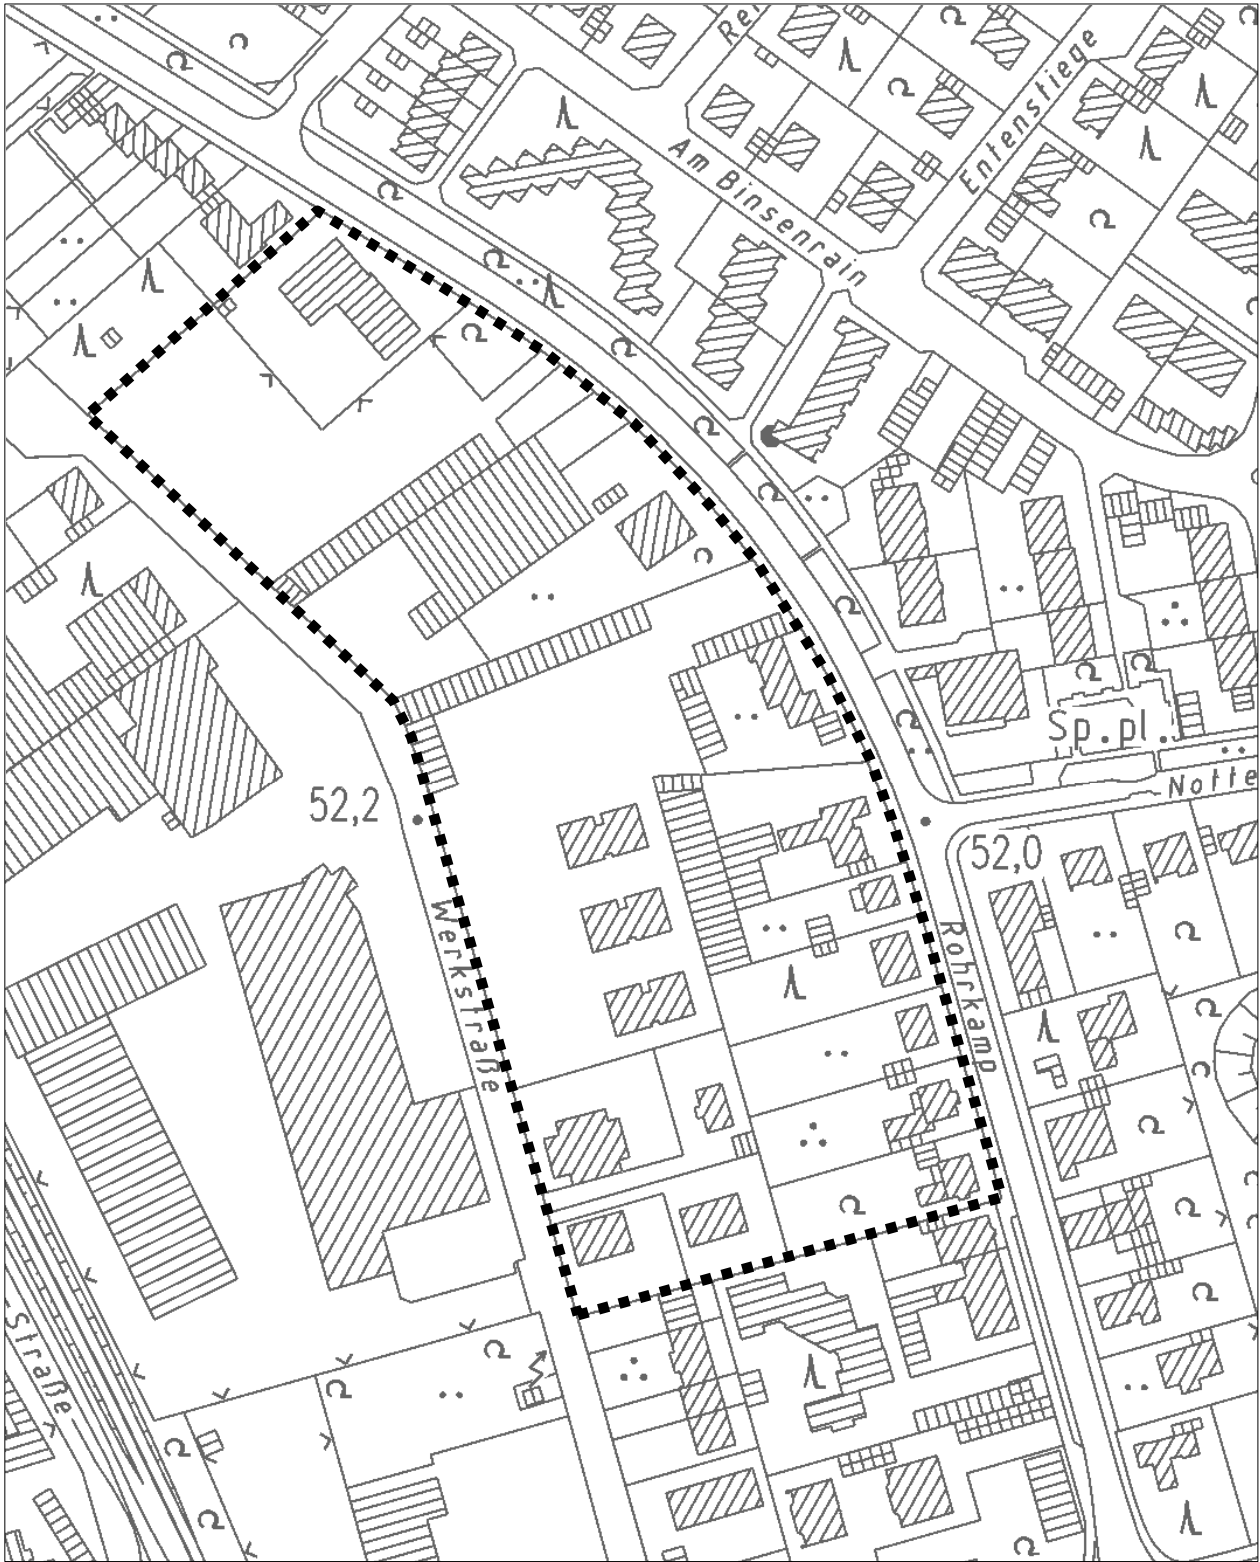 Am Binsenrain
Entenstiege
Sp.pl.
Notte
52,2
52,0
Werkstraße
Rohrkamp
-Straße